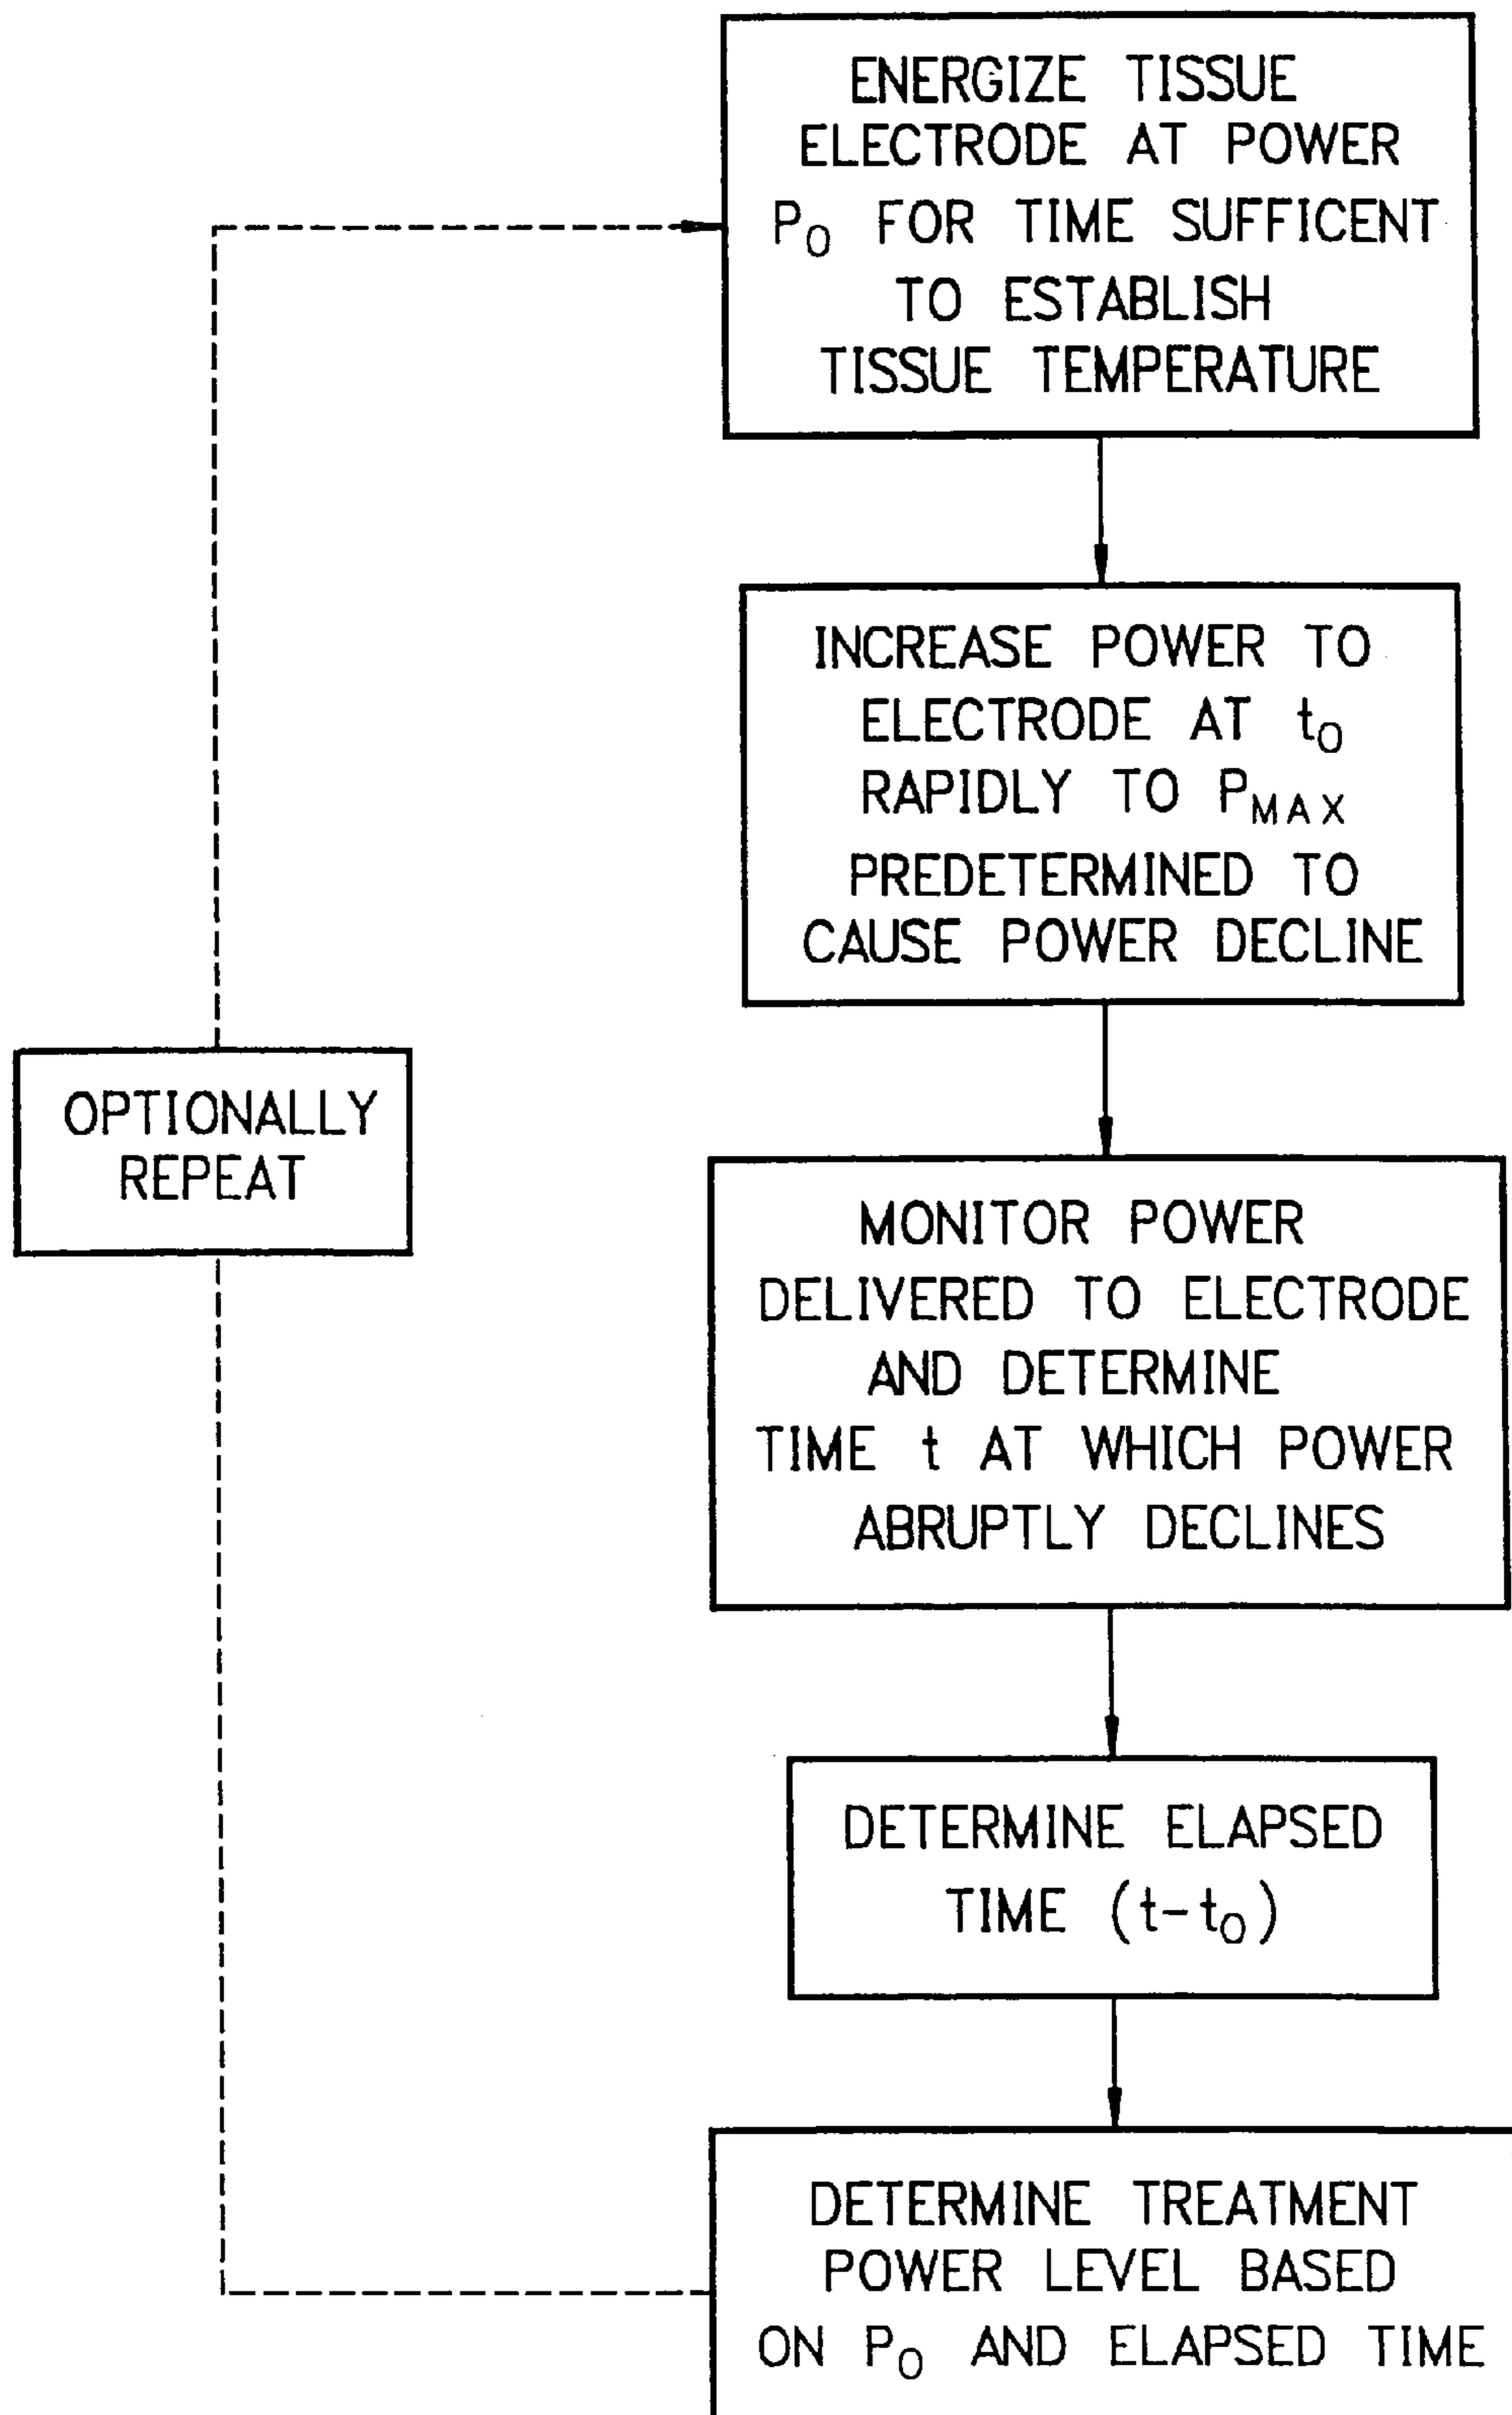 ENERGIZE TISSUE
ELECTRODE AT POWER
P₀ FOR TIME SUFFICENT
TO ESTABLISH
TISSUE TEMPERATURE
INCREASE POWER TO
ELECTRODE AT t₀
RAPIDLY TO P_MAX
PREDETERMINED TO
CAUSE POWER DECLINE
OPTIONALLY
REPEAT
MONITOR POWER
DELIVERED TO ELECTRODE
AND DETERMINE
TIME t AT WHICH POWER
ABRUPTLY DECLINES
DETERMINE ELAPSED
TIME (t-t₀)
DETERMINE TREATMENT
POWER LEVEL BASED
ON P₀ AND ELAPSED TIME